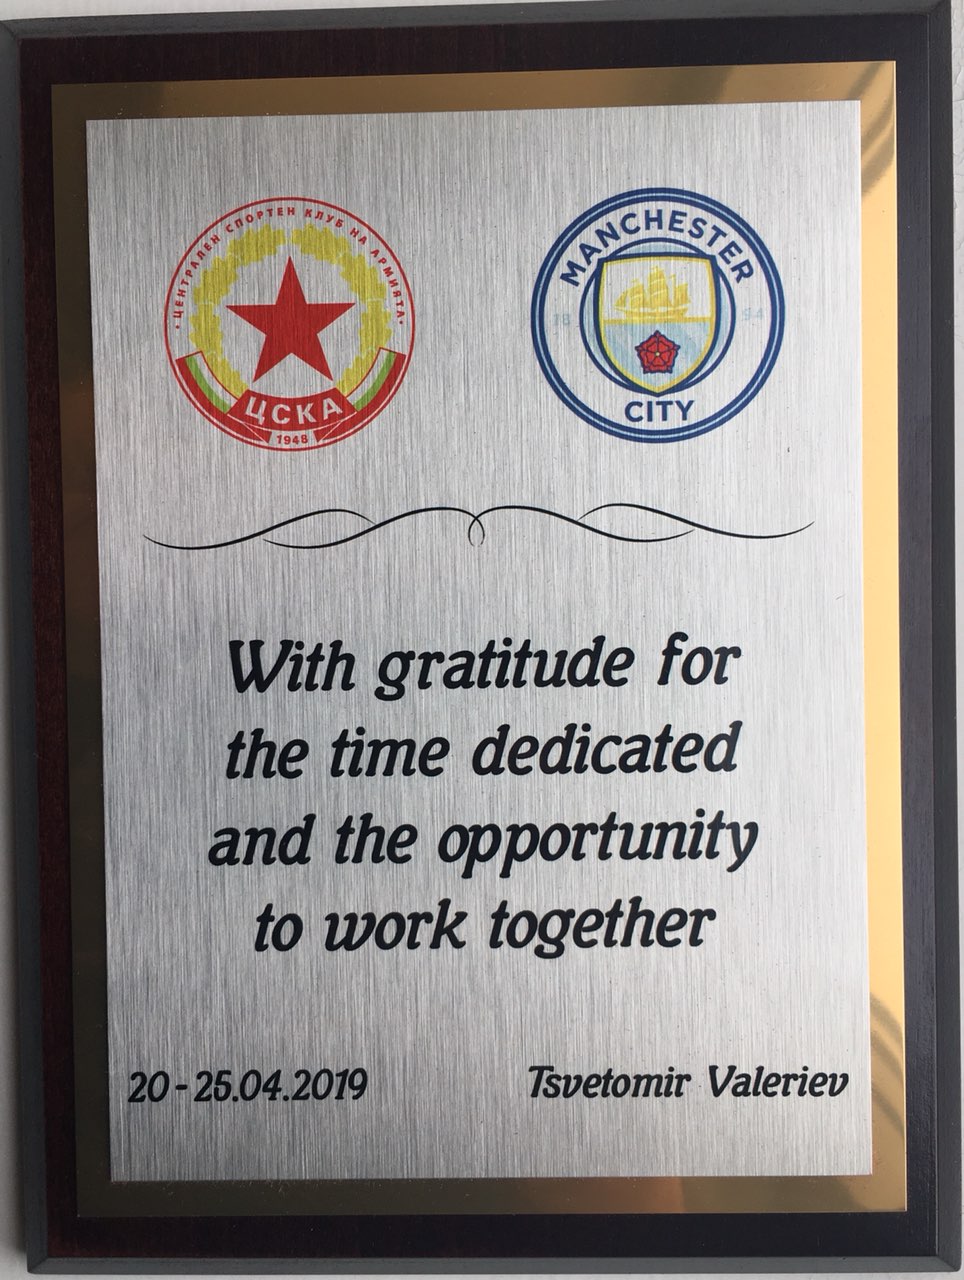 · ЦЕНТРАЛЕН СПОРТЕН КЛУБ НА АРМИЯТА ·
ЦСКА
1948
MANCHESTER
18 94
CITY
With gratitude for
the time dedicated
and the opportunity
to work together
20-25.04.2019 Tsvetomir Valeriev